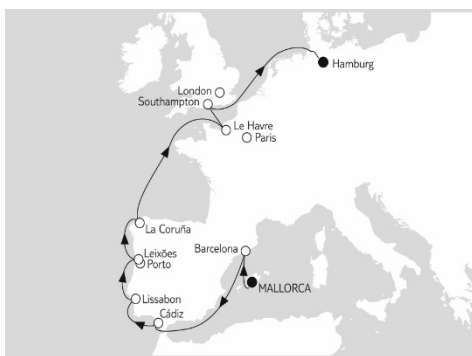 Hamburg
London
Southampton
Le Havre
Paris
La Coruña
Leixões
Porto
Barcelona
MALLORCA
Lissabon
Cádiz